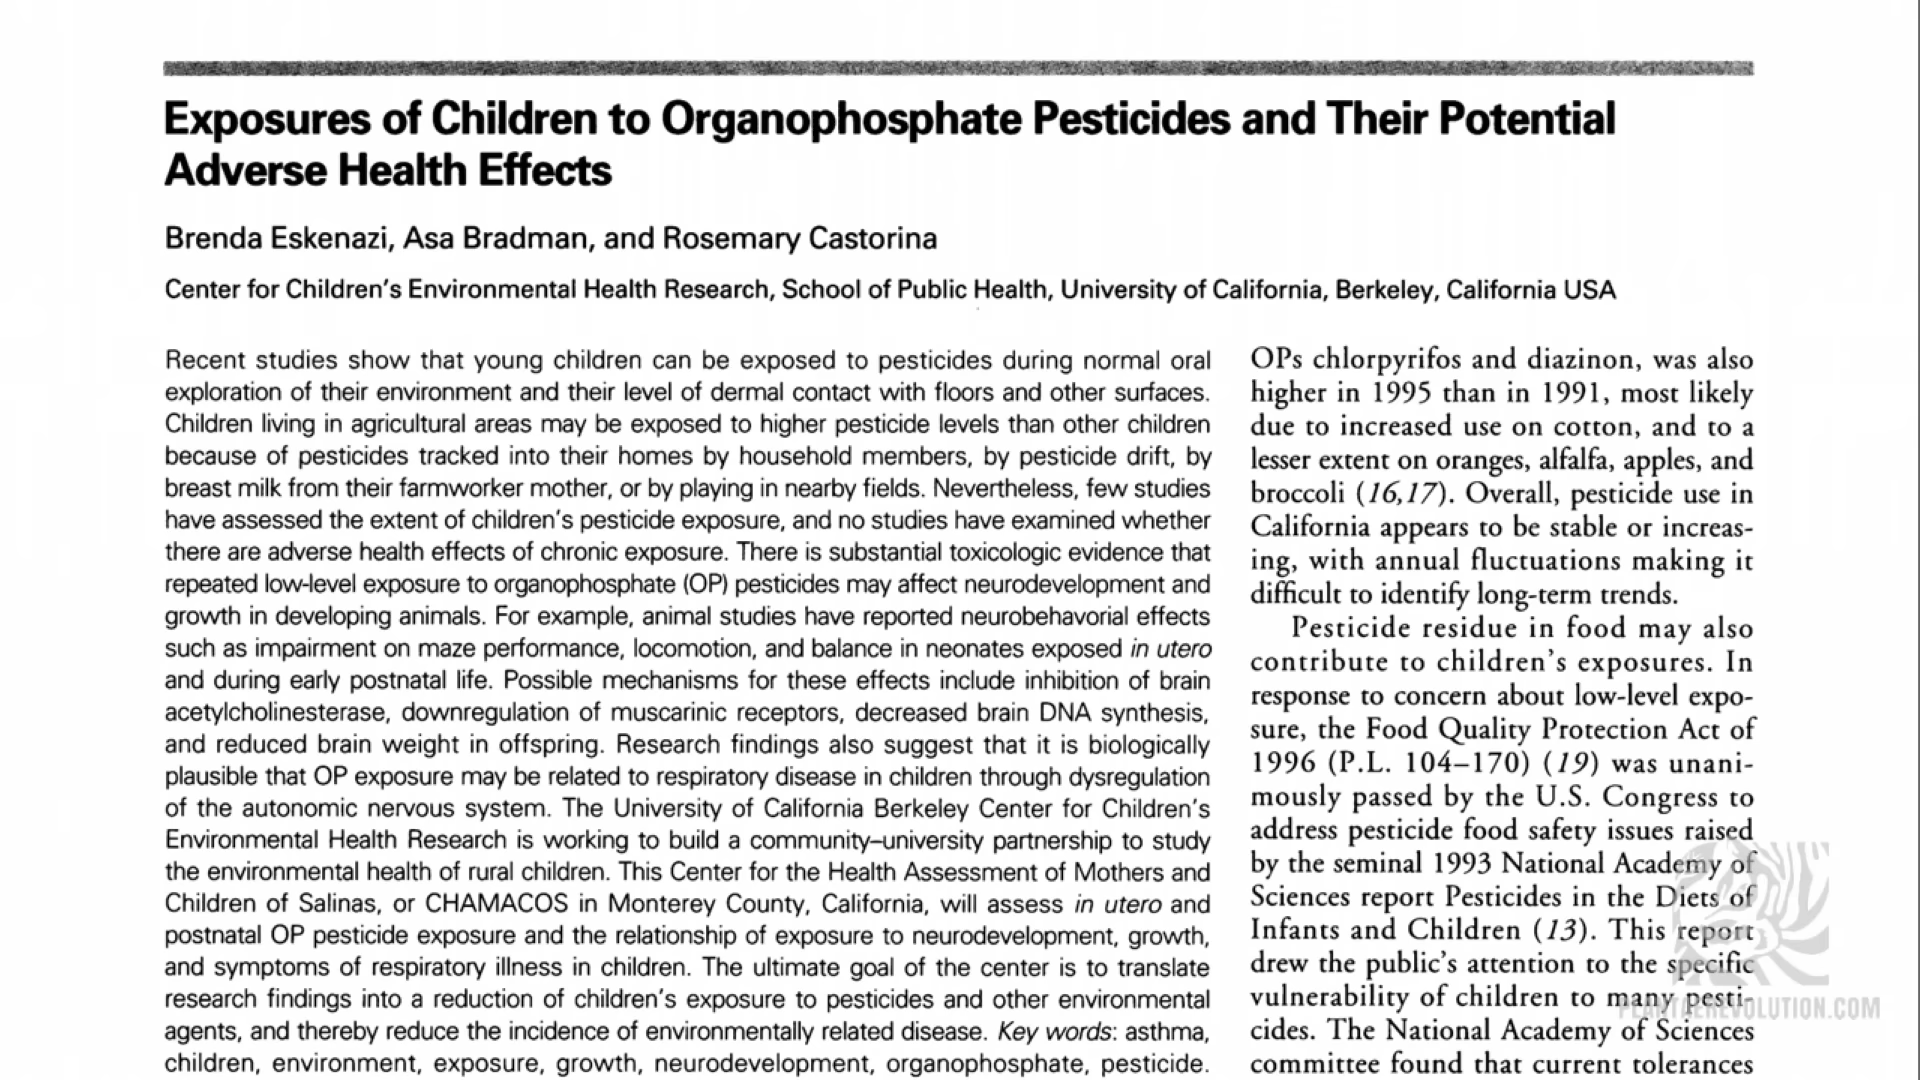 Exposures of Children to Organophosphate Pesticides and Their Potential
Adverse Health Effects
Brenda Eskenazi, Asa Bradman, and Rosemary Castorina
Center for Children's Environmental Health Research, School of Public Health, University of California, Berkeley, California USA
Recent studies show that young children can be exposed to pesticides during normal oral
exploration of their environment and their level of dermal contact with floors and other surfaces.
Children living in agricultural areas may be exposed to higher pesticide levels than other children
because of pesticides tracked into their homes by household members, by pesticide drift, by
breast milk from their farmworker mother, or by playing in nearby fields. Nevertheless, few studies
have assessed the extent of children's pesticide exposure, and no studies have examined whether
there are adverse health effects of chronic exposure. There is substantial toxicologic evidence that
repeated low-level exposure to organophosphate (OP) pesticides may affect neurodevelopment and
growth in developing animals. For example, animal studies have reported neurobehavorial effects
such as impairment on maze performance, locomotion, and balance in neonates exposed in utero
and during early postnatal life. Possible mechanisms for these effects include inhibition of brain
acetylcholinesterase, downregulation of muscarinic receptors, decreased brain DNA synthesis,
and reduced brain weight in offspring. Research findings also suggest that it is biologically
plausible that OP exposure may be related to respiratory disease in children through dysregulation
of the autonomic nervous system. The University of California Berkeley Center for Children's
Environmental Health Research is working to build a community–university partnership to study
the environmental health of rural children. This Center for the Health Assessment of Mothers and
Children of Salinas, or CHAMACOS in Monterey County, California, will assess in utero and
postnatal OP pesticide exposure and the relationship of exposure to neurodevelopment, growth,
and symptoms of respiratory illness in children. The ultimate goal of the center is to translate
research findings into a reduction of children's exposure to pesticides and other environmental
agents, and thereby reduce the incidence of environmentally related disease. Key words: asthma,
children, environment, exposure, growth, neurodevelopment, organophosphate, pesticide.
OPs chlorpyrifos and diazinon, was also
higher in 1995 than in 1991, most likely
due to increased use on cotton, and to a
lesser extent on oranges, alfalfa, apples, and
broccoli (16,17). Overall, pesticide use in
California appears to be stable or increas-
ing, with annual fluctuations making it
difficult to identify long-term trends.
Pesticide residue in food may also
contribute to children's exposures. In
response to concern about low-level expo-
sure, the Food Quality Protection Act of
1996 (P.L. 104–170) (19) was unani-
mously passed by the U.S. Congress to
address pesticide food safety issues raised
by the seminal 1993 National Academy of
Sciences report Pesticides in the Diets of
Infants and Children (13). This report
drew the public's attention to the specific
vulnerability of children to many pesti-
cides. The National Academy of Sciences
committee found that current tolerances
PLANTAEREVOLUTION.COM